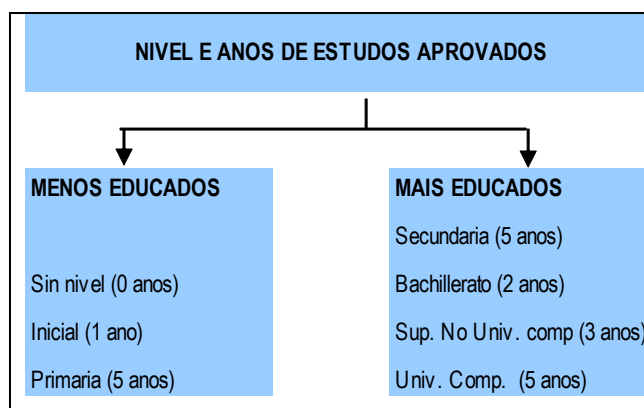 NIVEL E ANOS DE ESTUDOS APROVADOS
MENOS EDUCADOS
Sin nivel (0 anos)
Inicial (1 ano)
Primaria (5 anos)
MAIS EDUCADOS
Secundaria (5 anos)
Bachillerato (2 anos)
Sup. No Univ. comp (3 anos)
Univ. Comp. (5 anos)